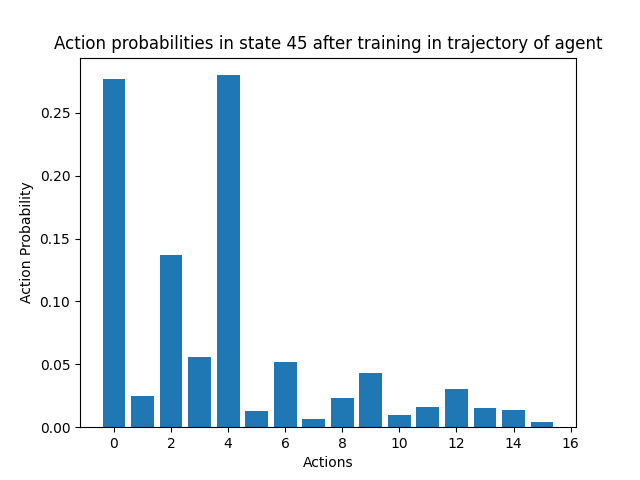 Action probabilities in state 45 after training in trajectory of agent
Action Probability
0.25
0.20
0.15
0.10
0.05
0.00
0 2 4 6 8 10 12 14 16
Actions